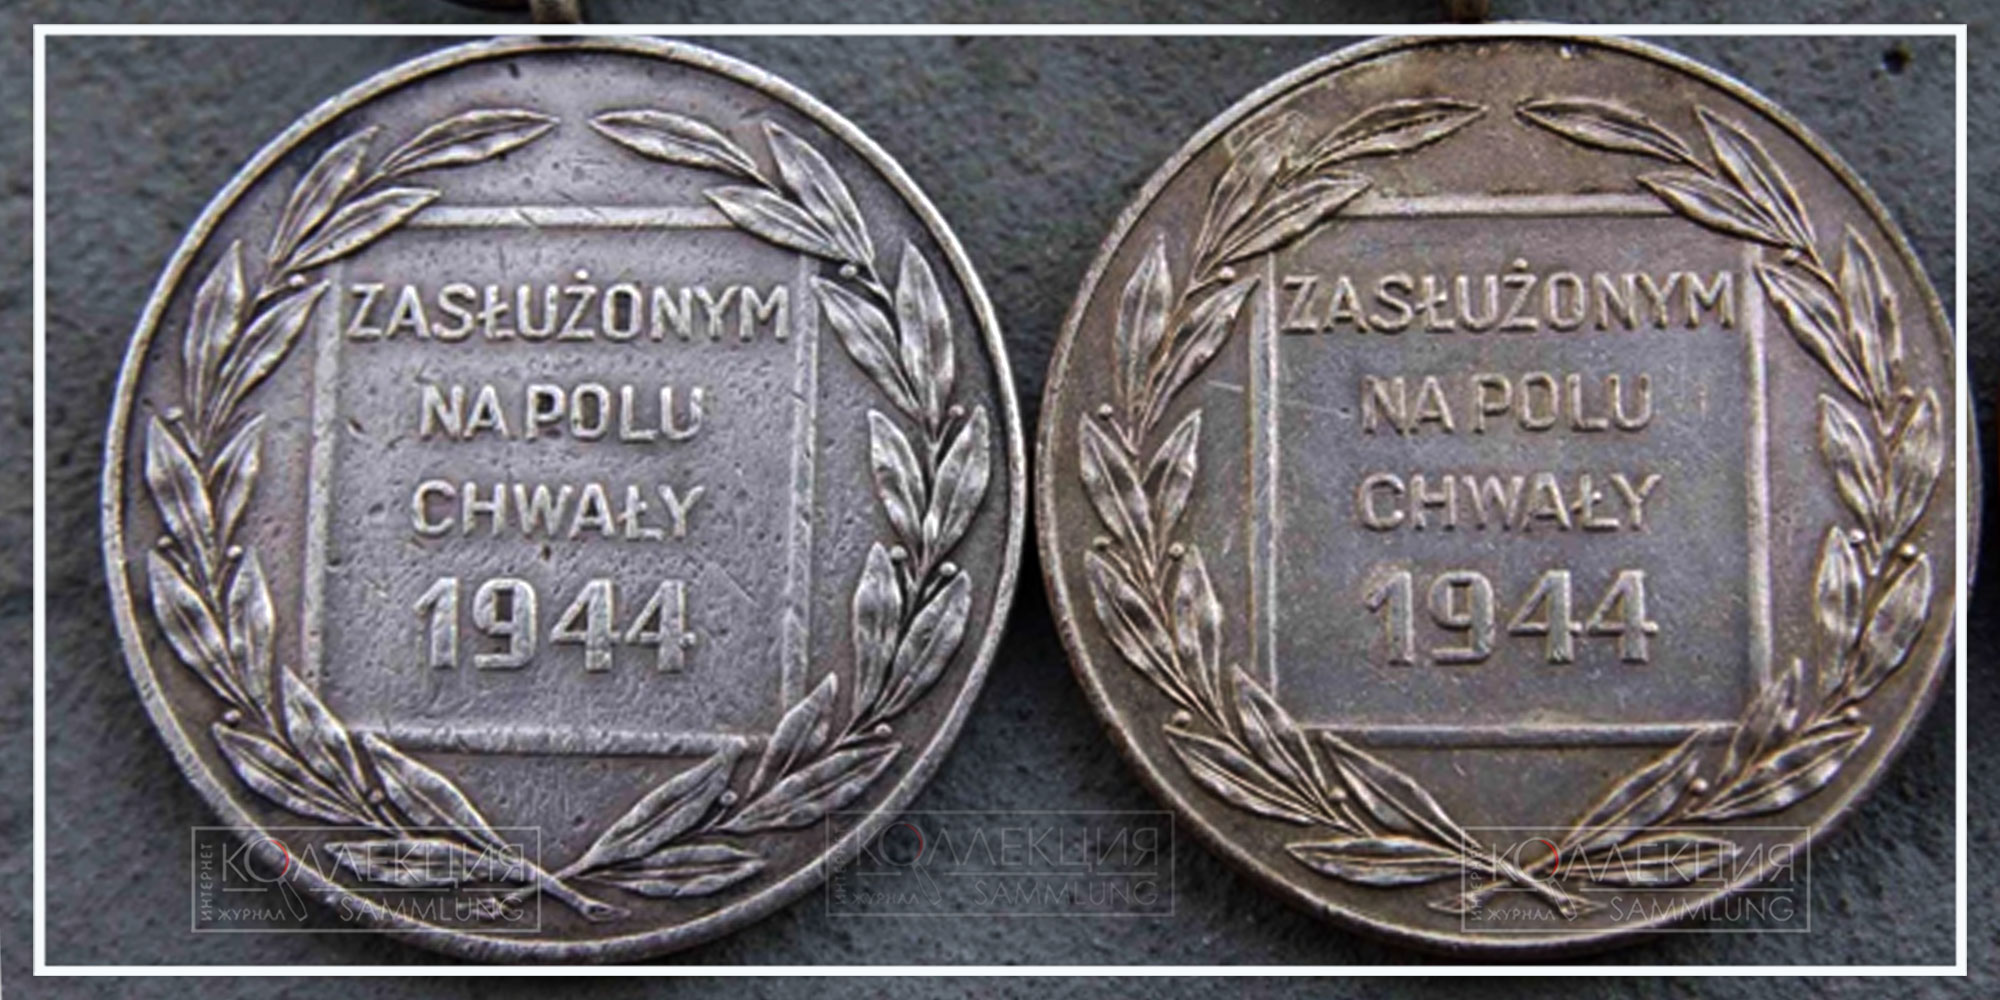 ZASŁUŻONYM
NA POLU
CHWAŁY
1944
ZASŁUŻONYM
NA POLU
CHWAŁY
1944
ИНТЕРНЕТ
ЖУРНАЛ
КОЛЛЕКЦИЯ
SAMMLUNG
ИНТЕРНЕТ
ЖУРНАЛ
КОЛЛЕКЦИЯ
SAMMLUNG
ИНТЕРНЕТ
ЖУРНАЛ
КОЛЛЕКЦИЯ
SAMMLUNG